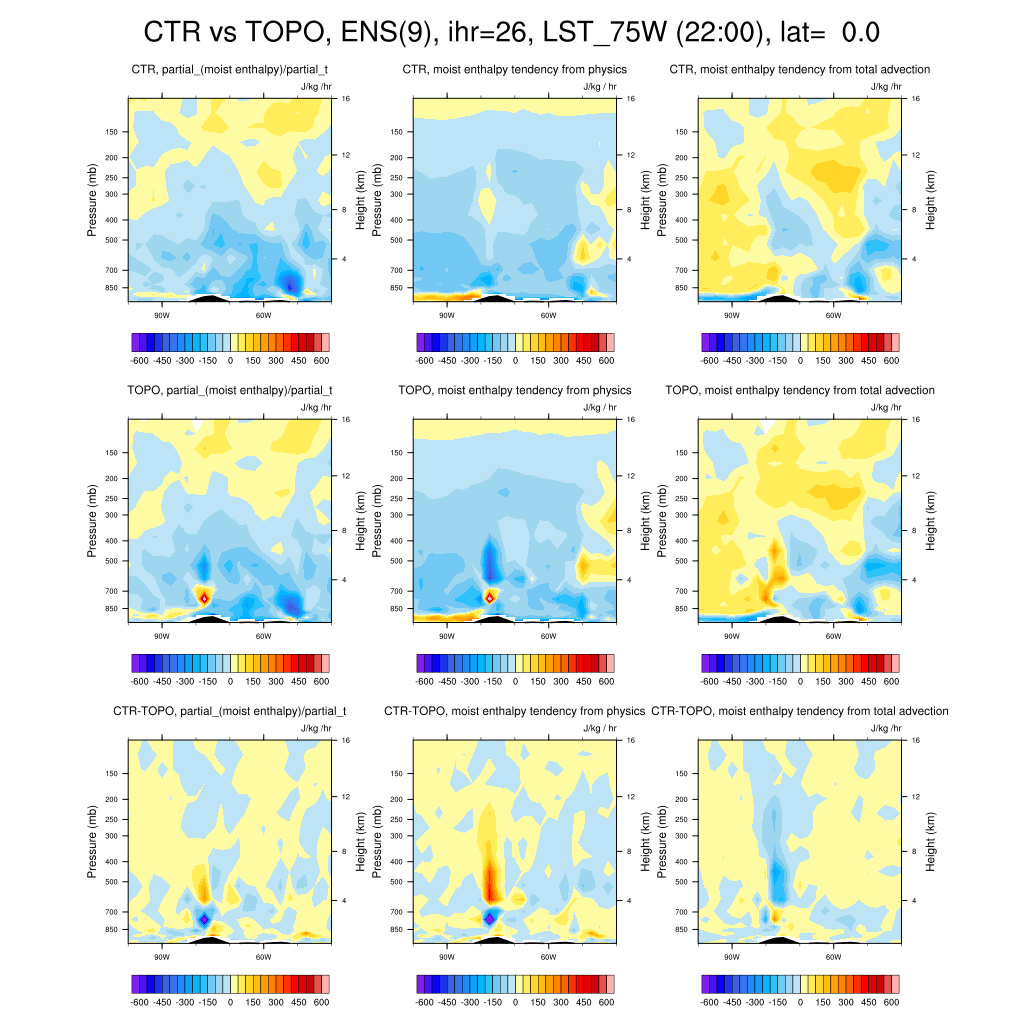 CTR vs TOPO, ENS(9), ihr=26, LST_75W (22:00), lat= 0.0
CTR, partial_(moist enthalpy)/partial_t
J/kg /hr
Pressure (mb)
150
200
250
300
400
500
700
850
16
12
8
4
Height (km)
90W 60W
-600 -450 -300 -150 0 150 300 450 600
CTR, moist enthalpy tendency from physics
J/kg / hr
Pressure (mb)
150
200
250
300
400
500
700
850
16
12
8
4
Height (km)
90W 60W
-600 -450 -300 -150 0 150 300 450 600
CTR, moist enthalpy tendency from total advection
J/kg / hr
Pressure (mb)
150
200
250
300
400
500
700
850
16
12
8
4
Height (km)
90W 60W
-600 -450 -300 -150 0 150 300 450 600
TOPO, partial_(moist enthalpy)/partial_t
J/kg /hr
Pressure (mb)
150
200
250
300
400
500
700
850
16
12
8
4
Height (km)
90W 60W
-600 -450 -300 -150 0 150 300 450 600
TOPO, moist enthalpy tendency from physics
J/kg / hr
Pressure (mb)
150
200
250
300
400
500
700
850
16
12
8
4
Height (km)
90W 60W
-600 -450 -300 -150 0 150 300 450 600
TOPO, moist enthalpy tendency from total advection
J/kg / hr
Pressure (mb)
150
200
250
300
400
500
700
850
16
12
8
4
Height (km)
90W 60W
-600 -450 -300 -150 0 150 300 450 600
CTR-TOPO, partial_(moist enthalpy)/partial_t
J/kg /hr
Pressure (mb)
150
200
250
300
400
500
700
850
16
12
8
4
Height (km)
90W 60W
-600 -450 -300 -150 0 150 300 450 600
CTR-TOPO, moist enthalpy tendency from physics
J/kg / hr
Pressure (mb)
150
200
250
300
400
500
700
850
16
12
8
4
Height (km)
90W 60W
-600 -450 -300 -150 0 150 300 450 600
CTR-TOPO, moist enthalpy tendency from total advection
J/kg / hr
Pressure (mb)
150
200
250
300
400
500
700
850
16
12
8
4
Height (km)
90W 60W
-600 -450 -300 -150 0 150 300 450 600